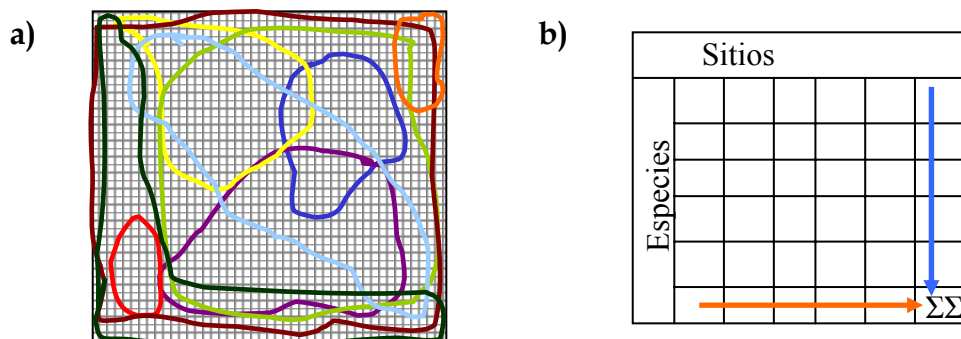 a)
b)
Sitios
Especies
ΣΣ